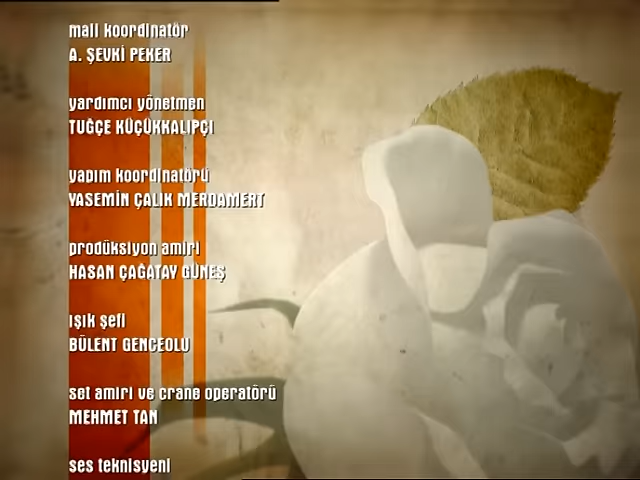 mali koordinatör
A. ŞEVKİ PEKER
yardımcı yönetmen
TUĞÇE KÜÇÜKKALIPÇI
yapım koordinatörü
YASEMİN ÇALIK MERDAMERT
prodüksiyon amiri
HASAN ÇAĞATAY GÜNEŞ
ışık şefi
BÜLENT GENCEOLU
set amiri ve crane operatörü
MEHMET TAN
ses teknisyeni